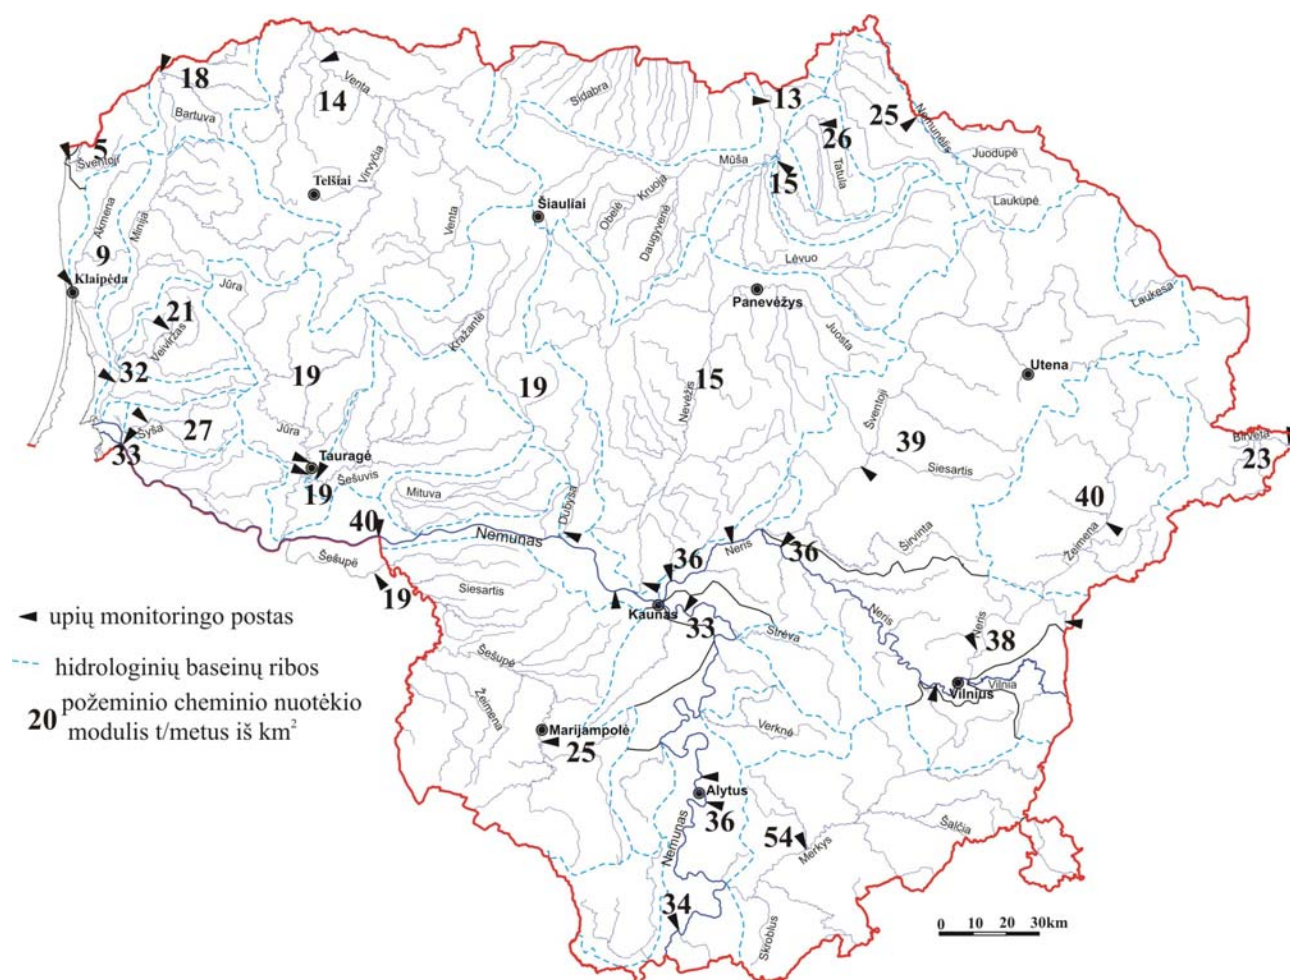 18
Bartuva
Venta
14
Sidabra
13
26
25
Nemunėlis
Juodupė
5
Šventoji
Telšiai
Virvyčia
Mūša
15
Tatula
Laukupė
Akmena
Minija
Šiauliai
Venta
Obelė
Kruoja
Daugyvenė
Lėvuo
9
Klaipėda
Jūra
Panevėžys
Laukesa
21
Veiviržas
Kražantė
Juosta
32
19
19
15
Nevėžis
Utena
Šventoji
Šyša
27
Jūra
39
Siesartis
Birveta
23
33
Tauragė
19
Šešuvis
Mituva
Dubysa
40
Žeimena
40
Nemunas
Neris
36
36
Širvinta
Šešupė
19
Siesartis
Kaunas
33
Strėva
Neris
Neris
38
upių monitoringo postas
Šešupė
Vilnia
Vilnius
hidrologinių baseinų ribos
Žeimena
20 požeminio cheminio nuotėkio
modulis t/metus iš km²
Marijampolė
25
Verknė
Alytus
36
Nemunas
54
Merkys
Šalčia
34
Skroblus
0 10 20 30km